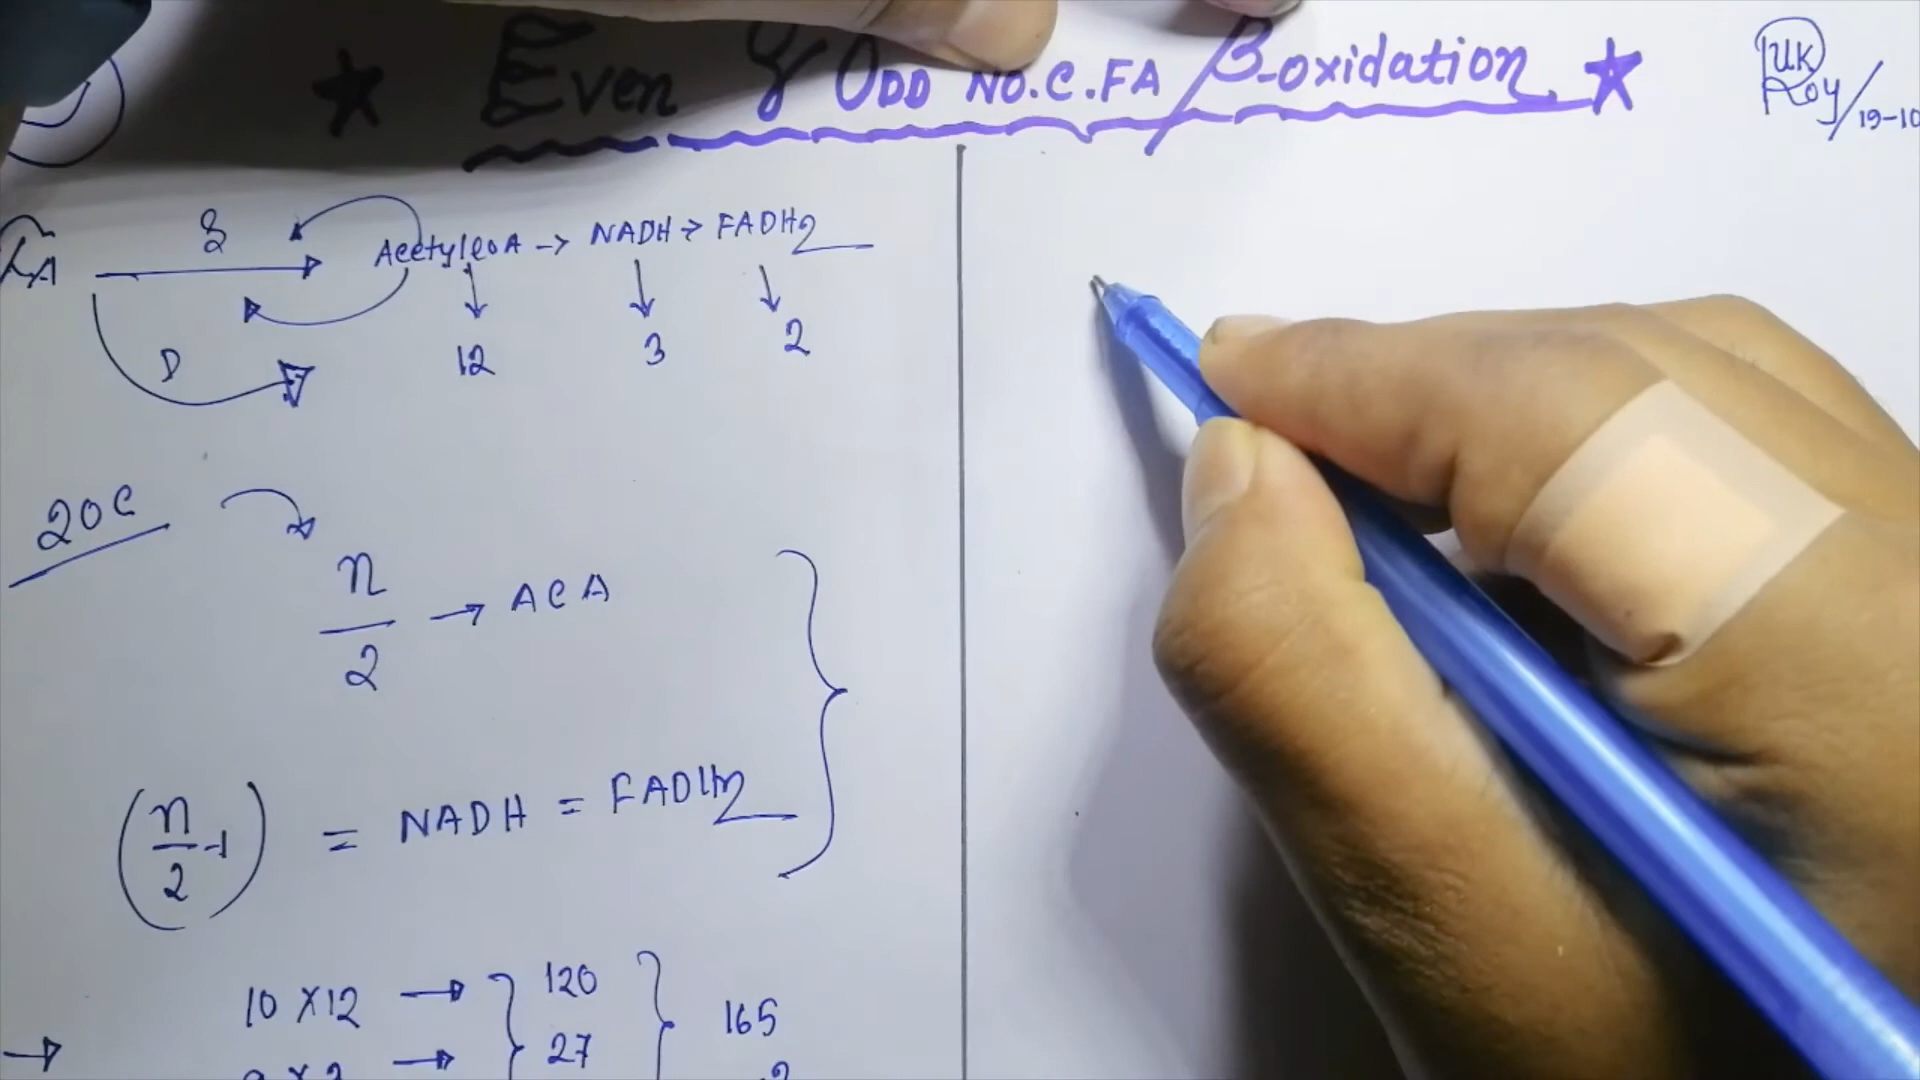 ★ Even & ODD NO. C. FA / β-oxidation ★
UK
Roy/19-10
FA → AcetylCoA → NADH → FADH2
12 3 2
D
20C
n/2 → ACA
(n/2 -1) = NADH = FADH2
10 X12 → 120
→ 27
165